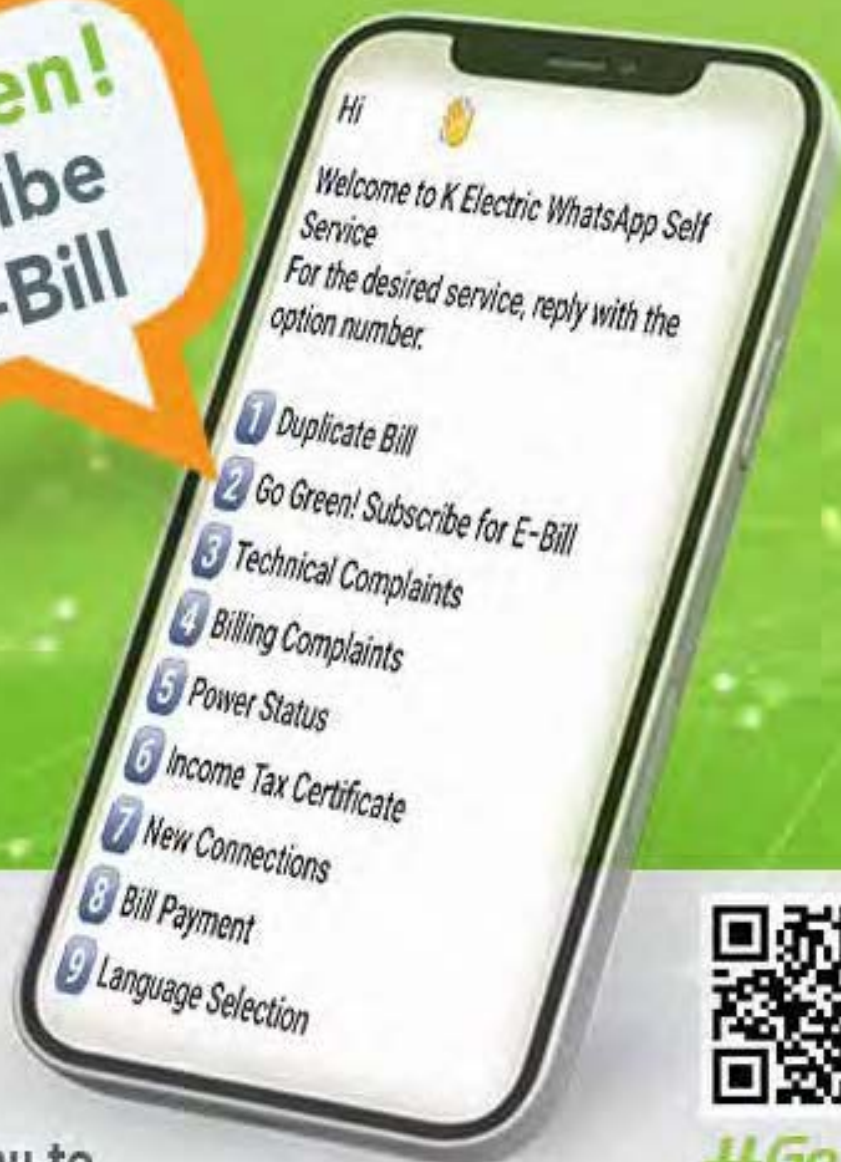 en!
ibe
-Bill
Hi 👋
Welcome to K Electric WhatsApp Self
Service
For the desired service, reply with the
option number.
1 Duplicate Bill
2 Go Green! Subscribe for E-Bill
3 Technical Complaints
4 Billing Complaints
5 Power Status
6 Income Tax Certificate
7 New Connections
8 Bill Payment
9 Language Selection
to